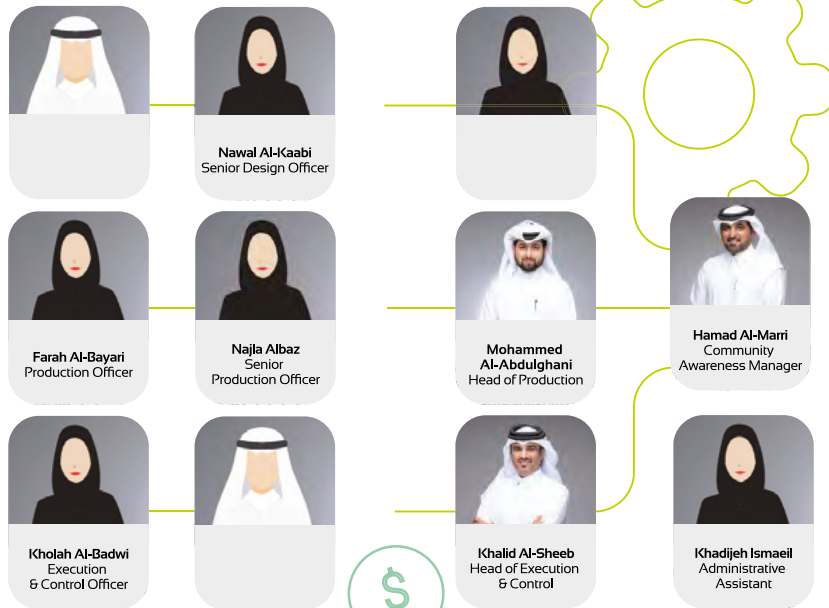 Nawal Al-Kaabi
Senior Design Officer
Farah Al-Bayari
Production Officer
Najla Albaz
Senior
Production Officer
Mohammed
Al-Abdulghani
Head of Production
Hamad Al-Marri
Community
Awareness Manager
Kholah Al-Badwi
Execution
& Control Officer
Khalid Al-Sheeb
Head of Execution
& Control
Khadijeh Ismaeil
Administrative
Assistant
$